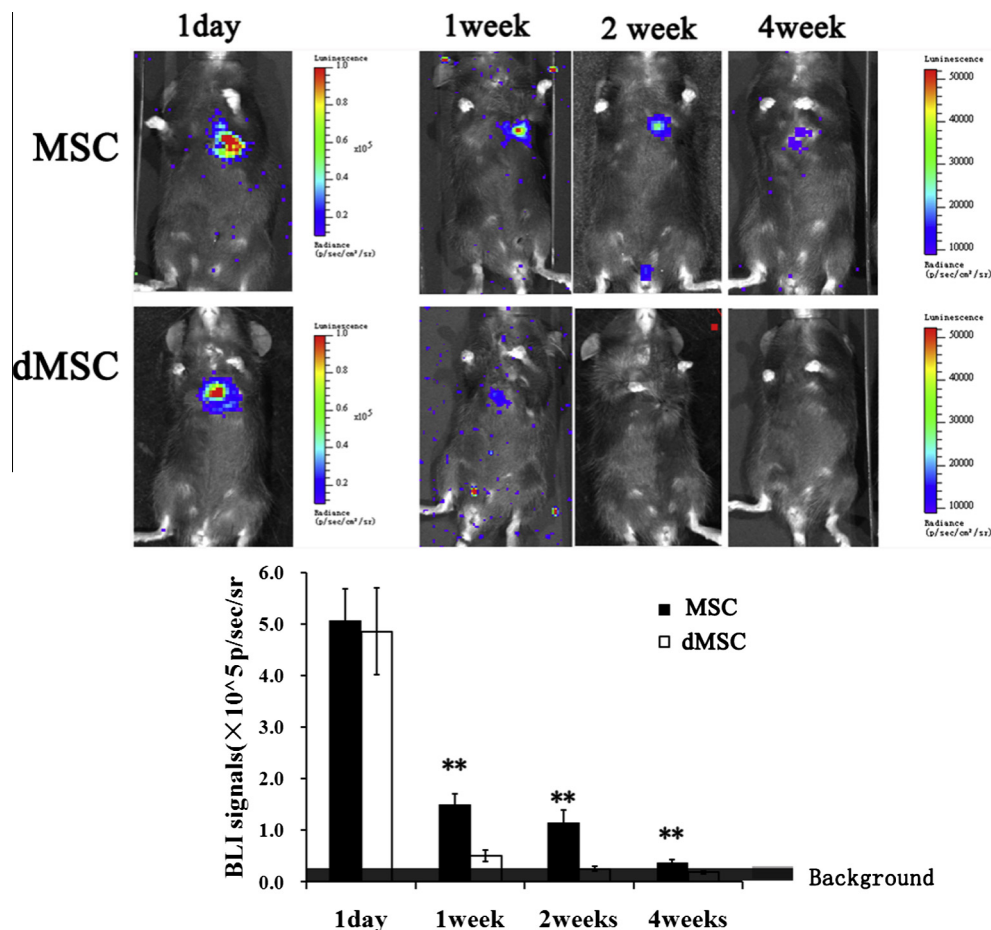 1day 1week 2 week 4week
MSC
Luminescence
1.0
0.8
0.6
x10^5
0.4
0.2
Radiance
(p/sec/cm²/sr)
Luminescence
50000
40000
30000
20000
10000
Radiance
(p/sec/cm²/sr)
dMSC
Luminescence
1.0
0.8
0.6
x10^5
0.4
0.2
Radiance
(p/sec/cm²/sr)
Luminescence
50000
40000
30000
20000
10000
Radiance
(p/sec/cm²/sr)
BLI signals(×10^5p/sec/sr
6.0
5.0
4.0
3.0
2.0
1.0
0.0
MSC
dMSC
** ** **
Background
1day 1week 2weeks 4weeks